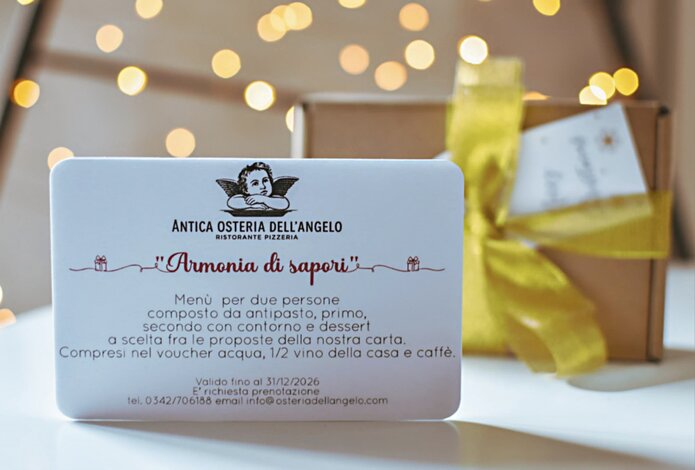 ANTICA OSTERIA DELL'ANGELO
RISTORANTE PIZZERIA
"Armonia di sapori"
Menù per due persone
composto da antipasto, primo,
secondo con contorno e dessert
a scelta fra le proposte della nostra carta.
Compresi nel voucher acqua, 1/2 vino della casa e caffè.
Valido fino al 31/12/2026
E' richiesta prenotazione
tel. 0342/706188 email info@osteriadellangelo.com